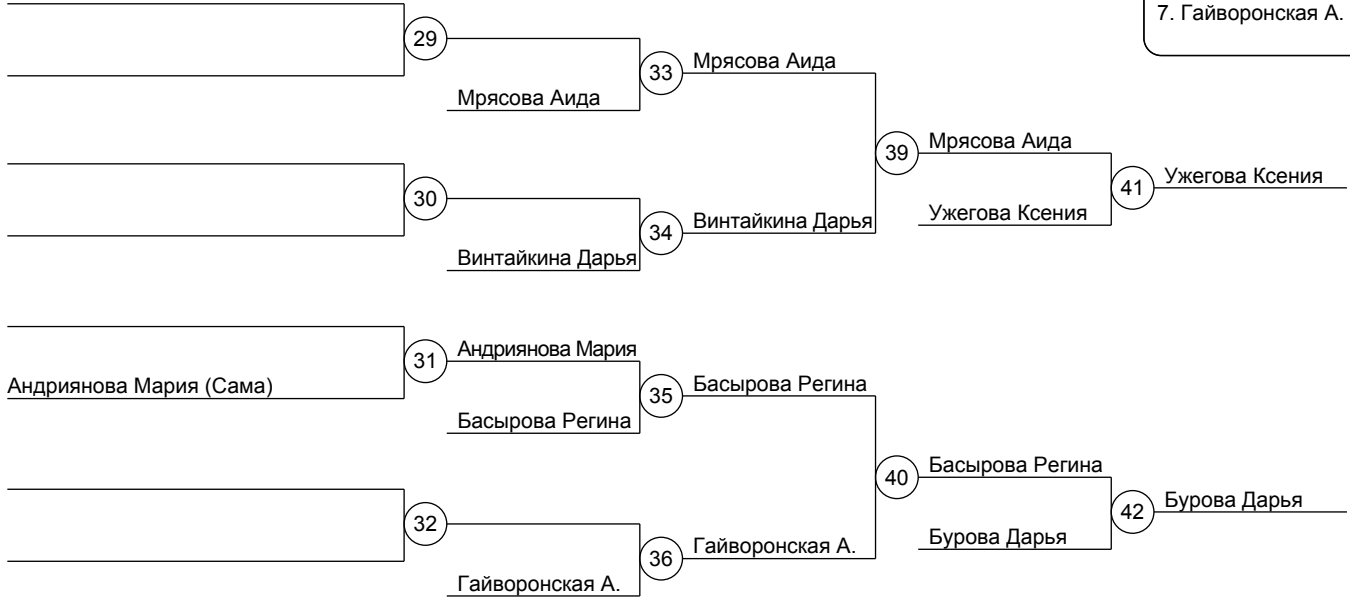 7. Гайворонская А.
29
33
Мрясова Аида
Мрясова Аида
39
Мрясова Аида
30
41
Ужегова Ксения
34
Винтайкина Дарья
Ужегова Ксения
Винтайкина Дарья
31
Андриянова Мария
Андриянова Мария (Сама)
35
Басырова Регина
Басырова Регина
40
Басырова Регина
32
42
Бурова Дарья
36
Гайворонская А.
Бурова Дарья
Гайворонская А.